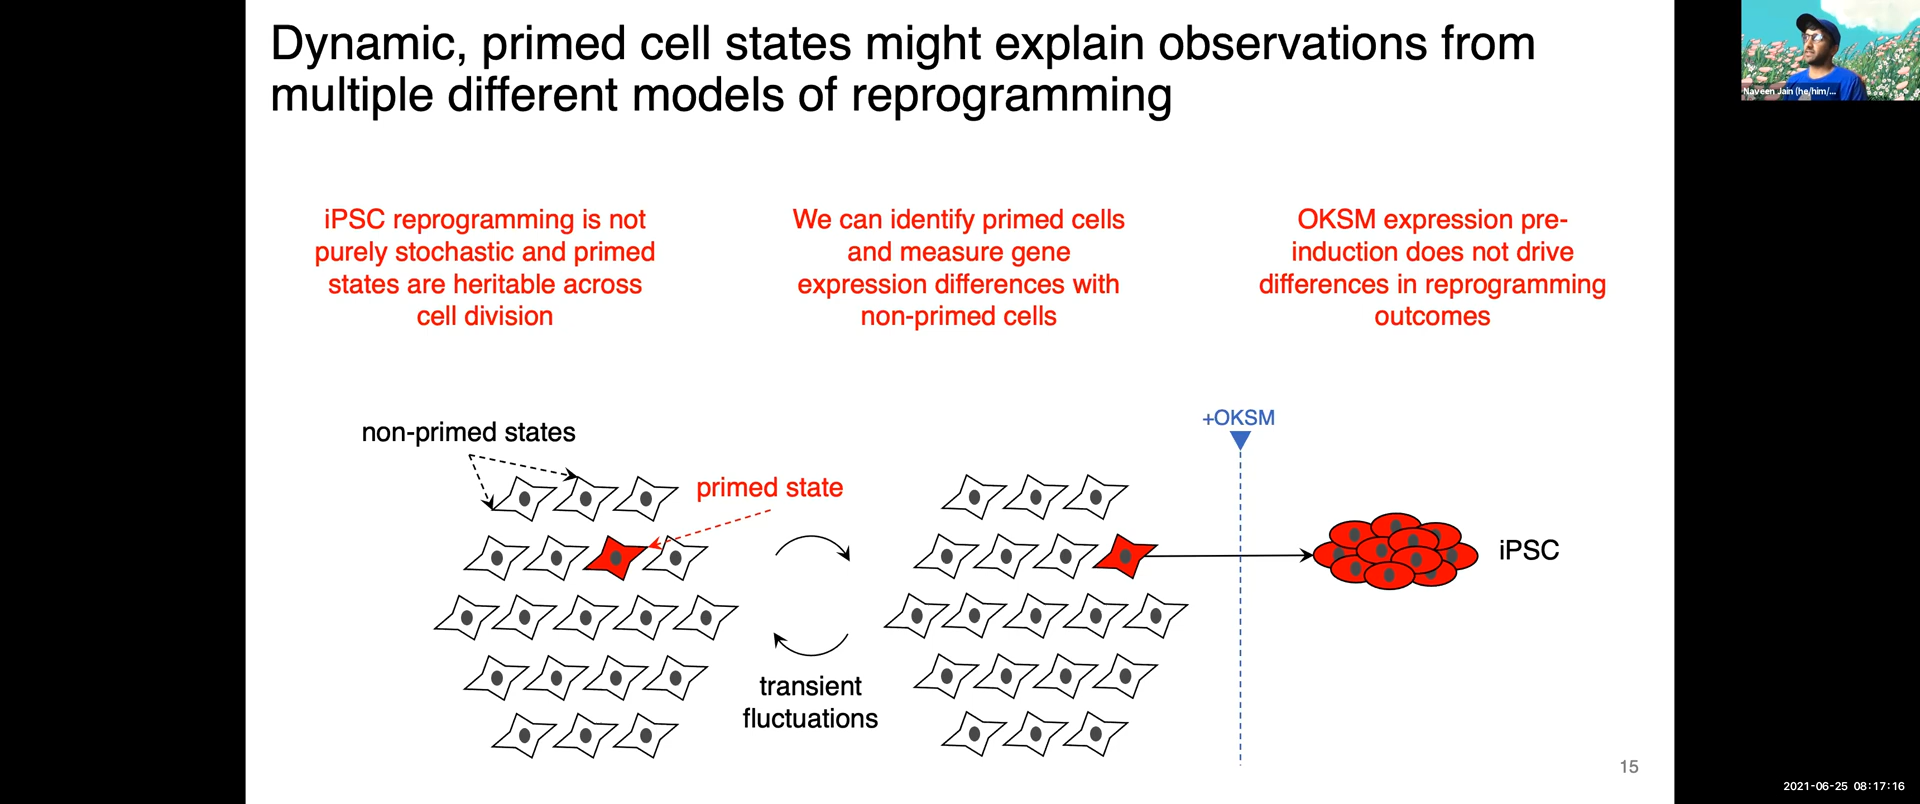 Dynamic, primed cell states might explain observations from
multiple different models of reprogramming
Naveen Jain (he/him/...
iPSC reprogramming is not
purely stochastic and primed
states are heritable across
cell division
We can identify primed cells
and measure gene
expression differences with
non-primed cells
OKSM expression pre-
induction does not drive
differences in reprogramming
outcomes
non-primed states
primed state
+OKSM
iPSC
transient
fluctuations
15
2021-06-25 08:17:16